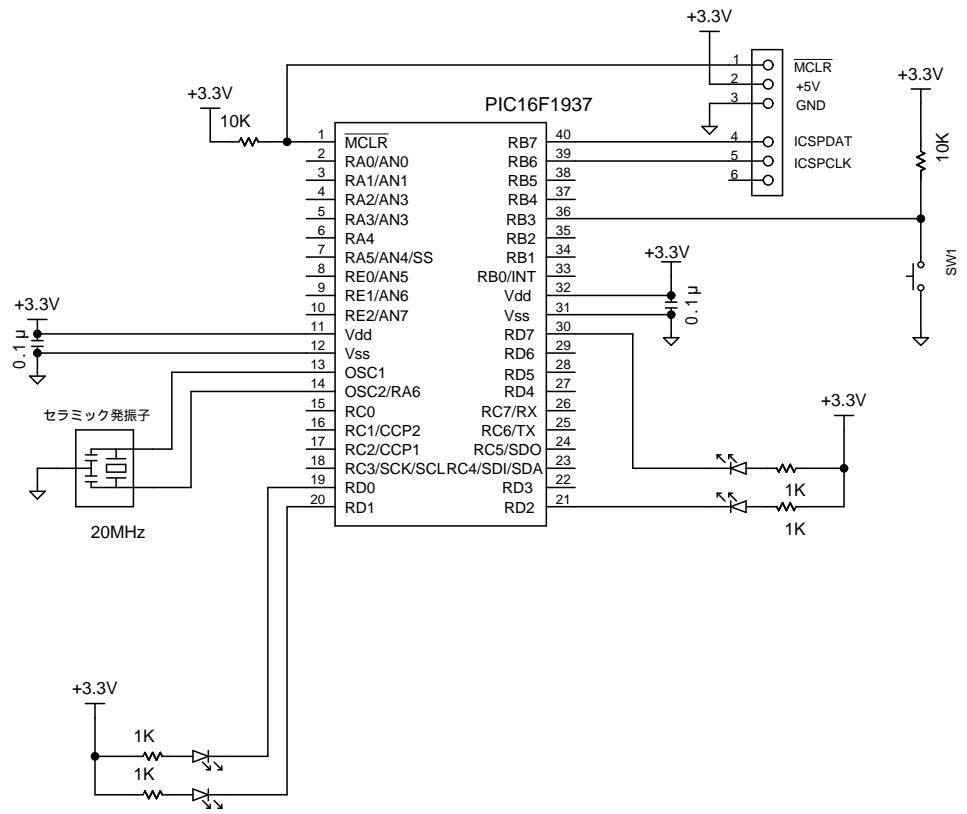 +3.3V
1 MCLR
2 +5V
3 GND
4 ICSPDAT
5 ICSPCLK
6
+3.3V
10K
SW1
+3.3V
10K
PIC16F1937
1 MCLR
2 RA0/AN0
3 RA1/AN1
4 RA2/AN3
5 RA3/AN3
6 RA4
7 RA5/AN4/SS
8 RE0/AN5
9 RE1/AN6
10 RE2/AN7
11 Vdd
12 Vss
13 OSC1
14 OSC2/RA6
15 RC0
16 RC1/CCP2
17 RC2/CCP1
18 RC3/SCK/SCL
19 RD0
20 RD1
RB7 40
RB6 39
RB5 38
RB4 37
RB3 36
RB2 35
RB1 34
RB0/INT 33
Vdd 32
Vss 31
RD7 30
RD6 29
RD5 28
RD4 27
RC7/RX 26
RC6/TX 25
RC5/SDO 24
RC4/SDI/SDA 23
RD3 22
RD2 21
+3.3V
0.1μ
+3.3V
0.1μ
セラミック発振子
20MHz
+3.3V
1K
1K
+3.3V
1K
1K